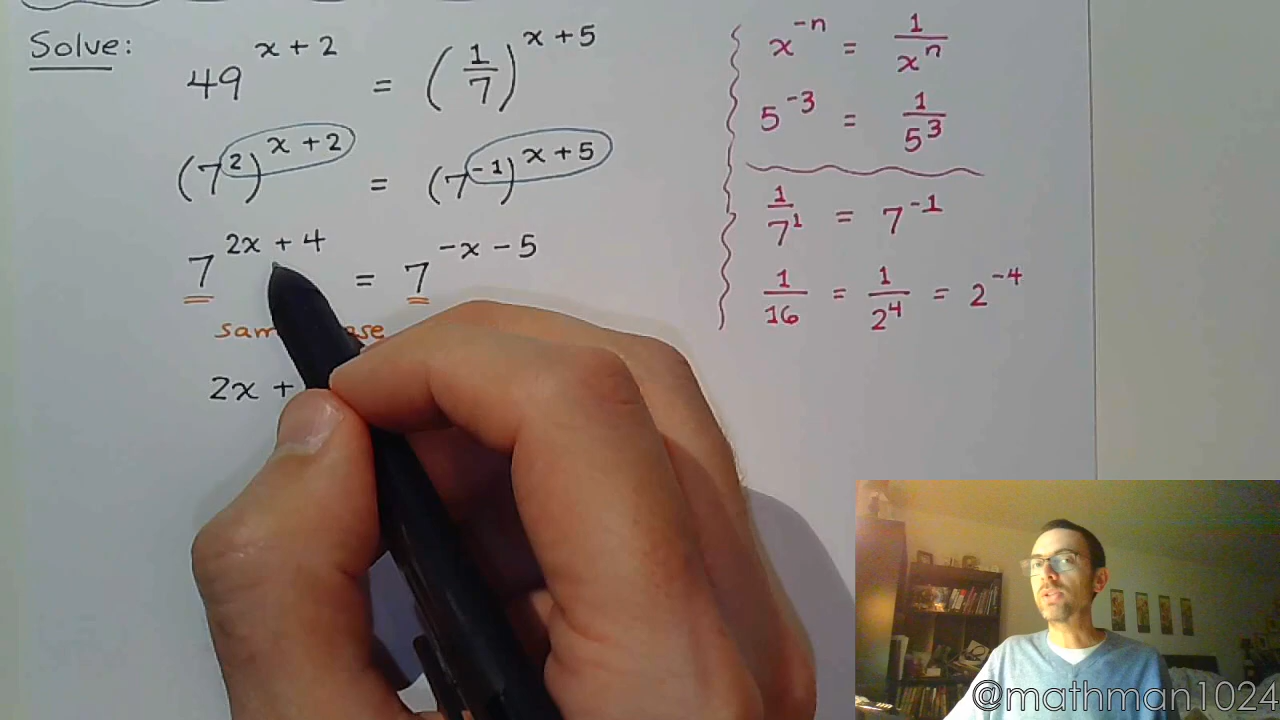 Solve:
49^(x + 2) = (1/7)^(x + 5)
(7^2)^(x + 2) = (7^-1)^(x + 5)
7^(2x + 4) = 7^(-x - 5)
2x +
x^-n = 1/x^n
5^-3 = 1/5^3
1/7^1 = 7^-1
1/16 = 1/2^4 = 2^-4
@mathman1024